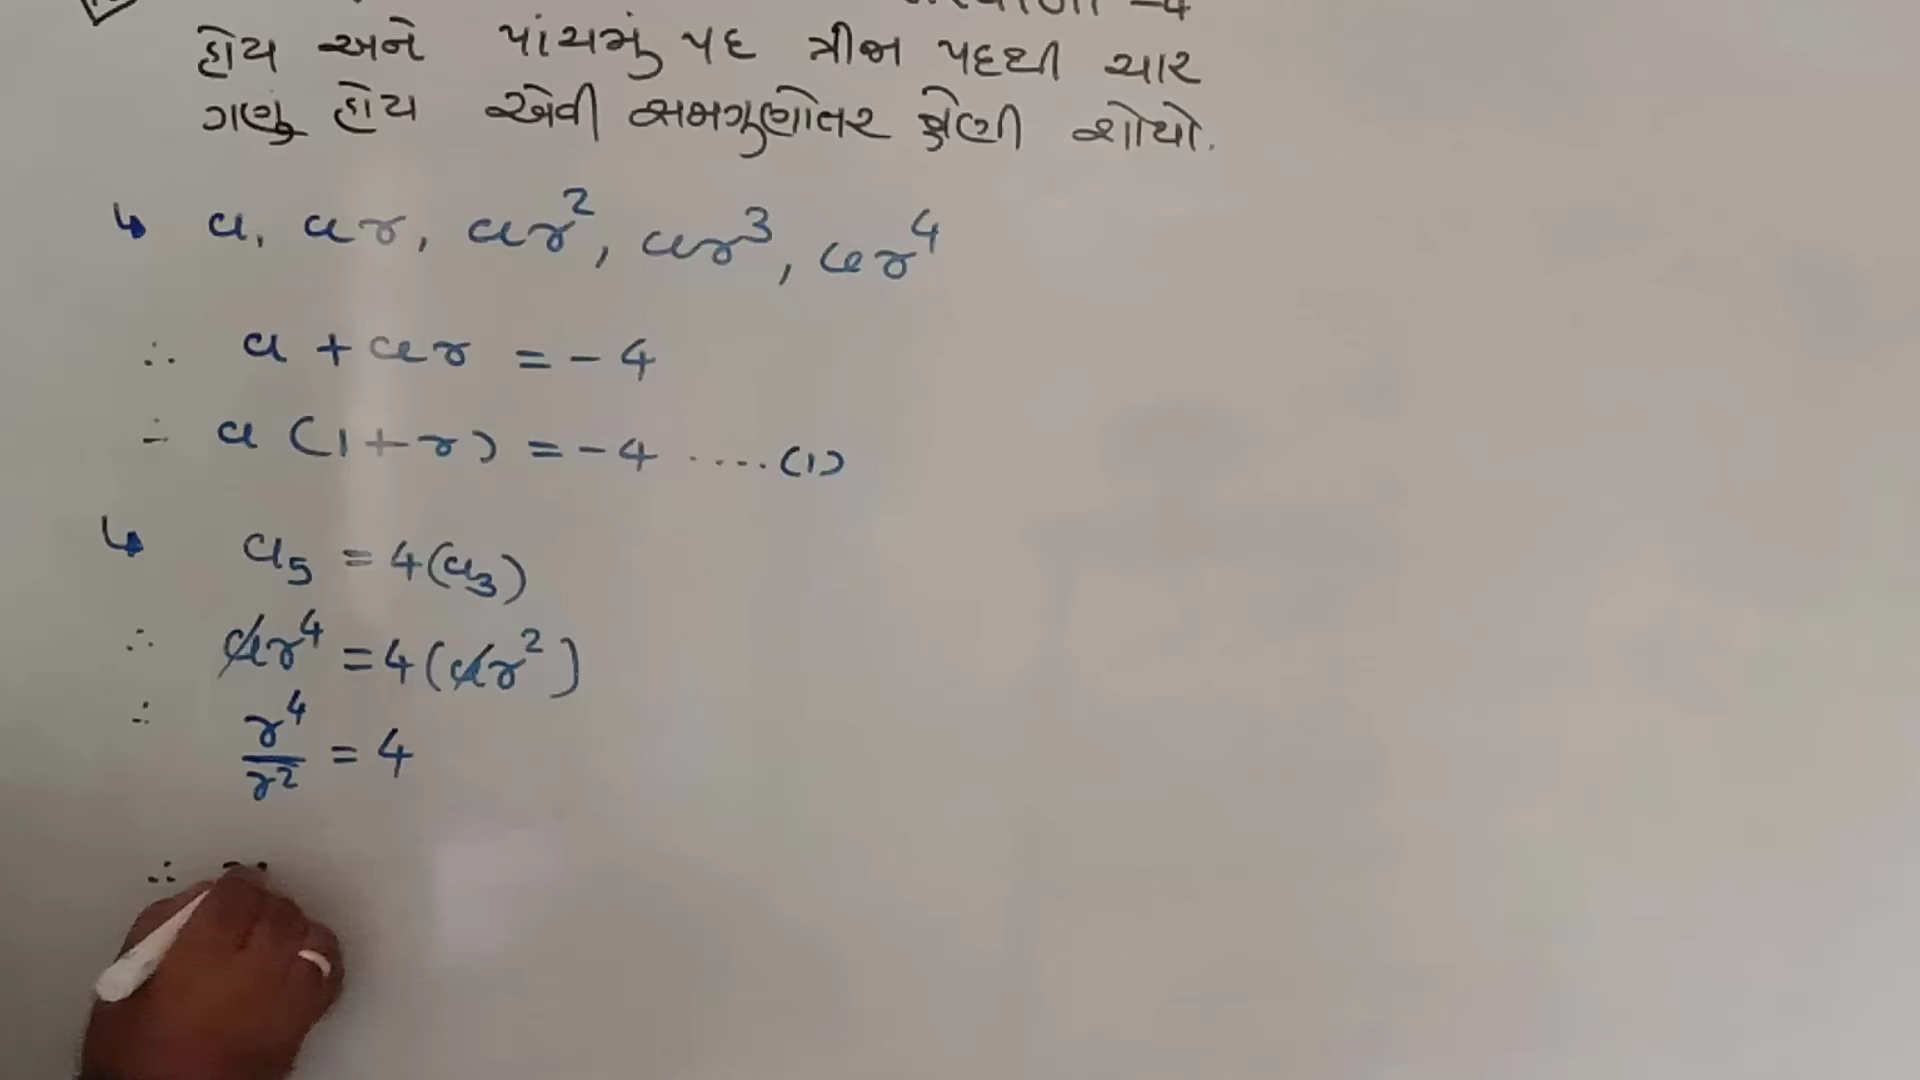 -4
હોય અને પાંચમું પદ ત્રીજા પદથી ચાર
ગણું હોય એવી સમગુણોતર શ્રેણી શોધો.
↳ a, ar, ar², ar³, ar⁴
∴ a + ar = -4
∴ a (1+r) = -4 ....(1)
↳ a₅ = 4(a₃)
∴ ar⁴ = 4(ar²)
∴ r⁴/r² = 4
∴